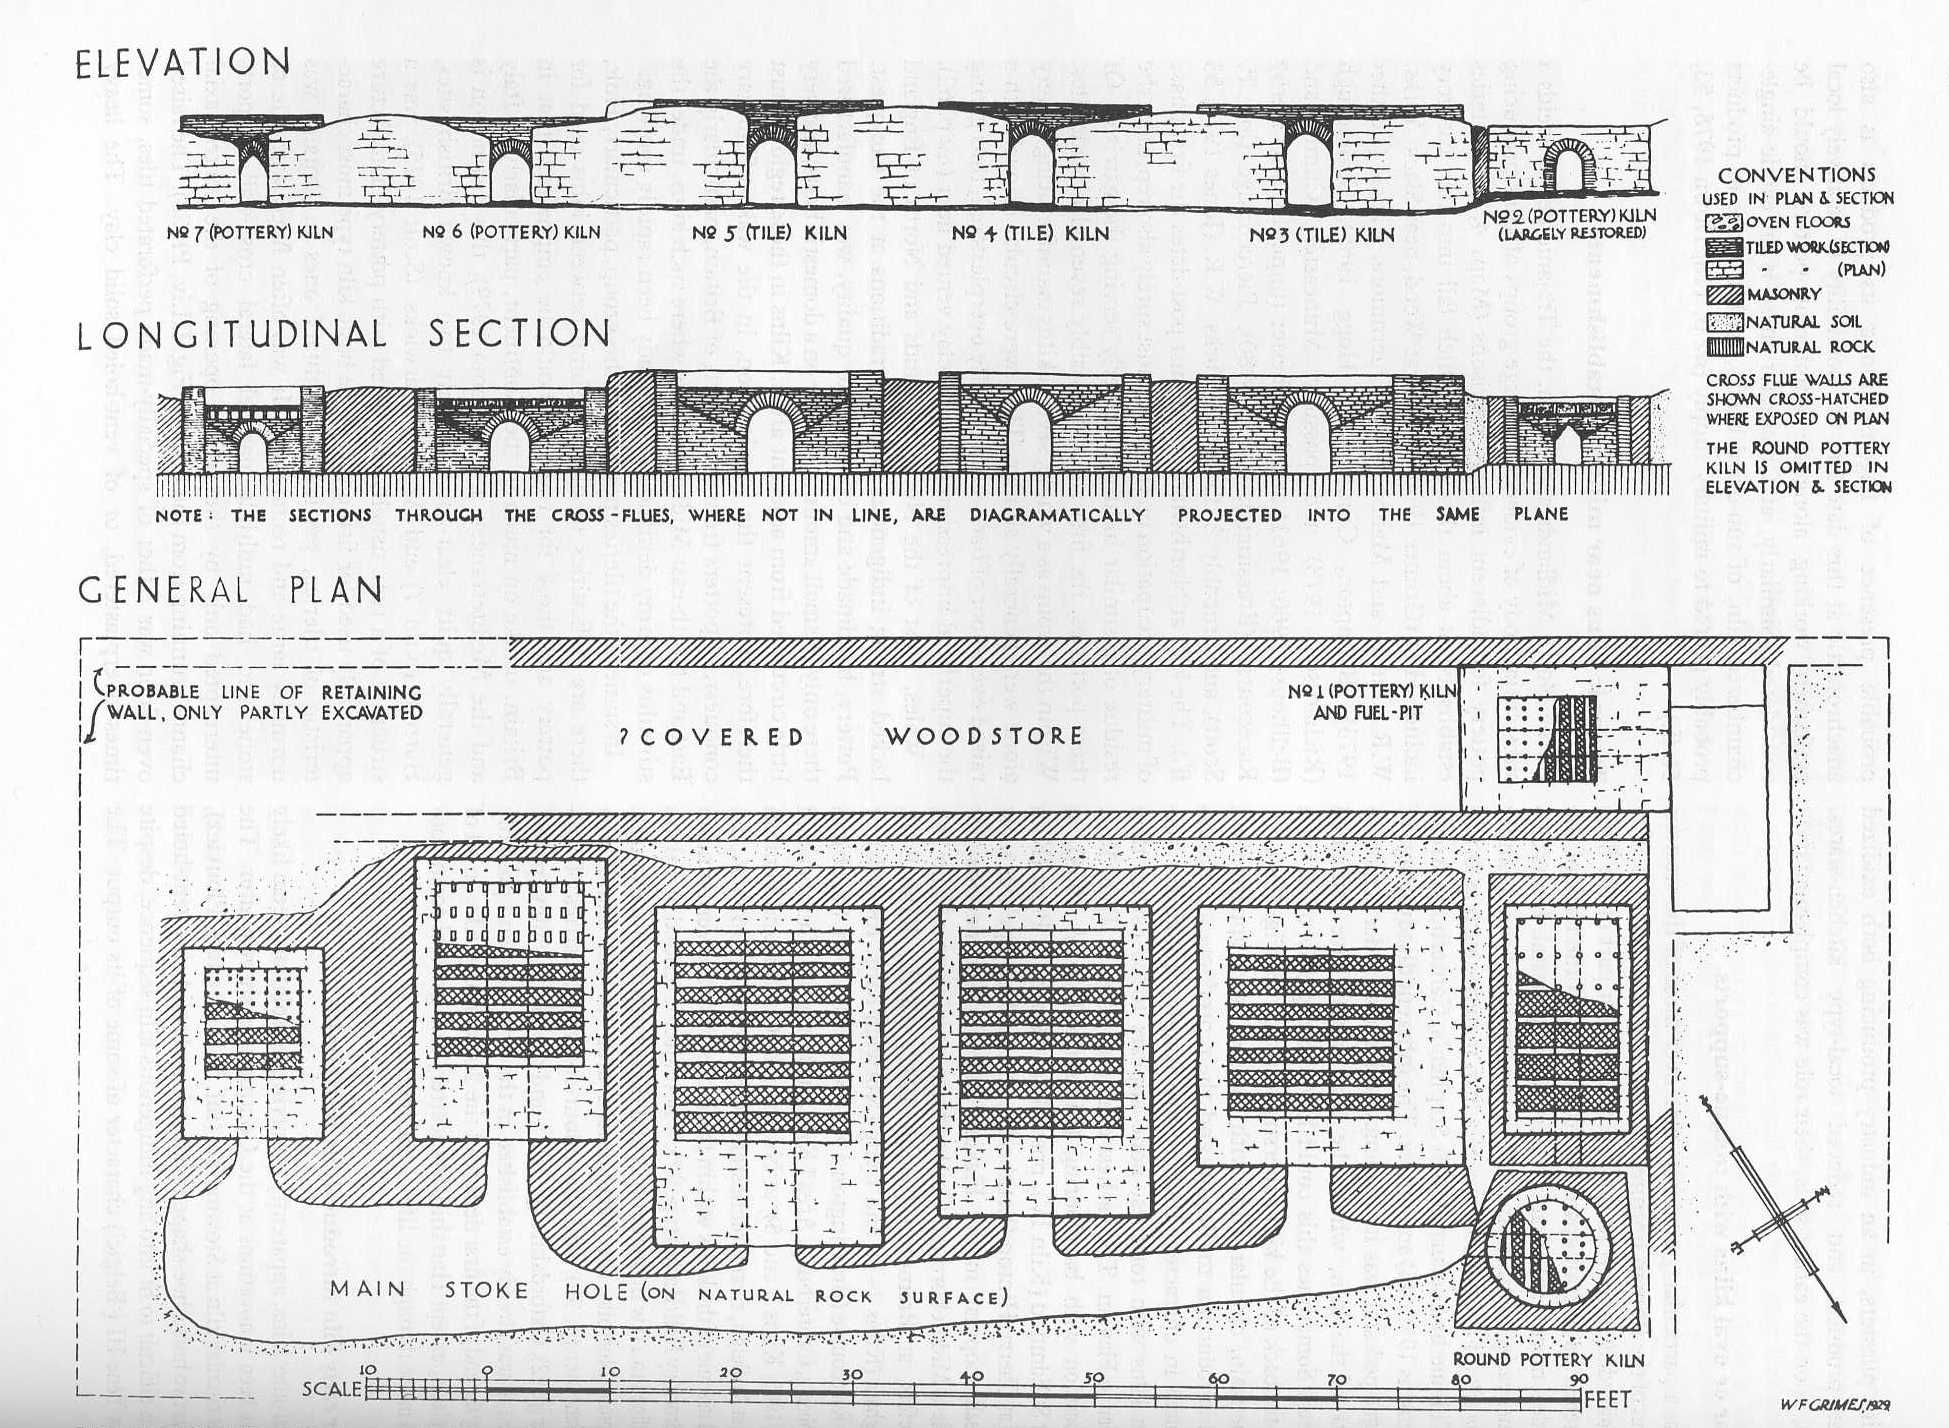 ELEVATION
Nº 7 (POTTERY) KILN
Nº 6 (POTTERY) KILN
Nº 5 (TILE) KILN
Nº 4 (TILE) KILN
Nº 3 (TILE) KILN
Nº 2 (POTTERY) KILN
(LARGELY RESTORED)
CONVENTIONS
USED IN PLAN & SECTION
OVEN FLOORS
TILED WORK (SECTION)
" " (PLAN)
MASONRY
NATURAL SOIL
NATURAL ROCK
CROSS FLUE WALLS ARE
SHOWN CROSS-HATCHED
WHERE EXPOSED ON PLAN
THE ROUND POTTERY
KILN IS OMITTED IN
ELEVATION & SECTION
LONGITUDINAL SECTION
NOTE: THE SECTIONS THROUGH THE CROSS-FLUES, WHERE NOT IN LINE, ARE DIAGRAMATICALLY PROJECTED INTO THE SAME PLANE
GENERAL PLAN
PROBABLE LINE OF RETAINING
WALL, ONLY PARTLY EXCAVATED
? COVERED WOODSTORE
Nº 1 (POTTERY) KILN
AND FUEL-PIT
MAIN STOKE HOLE (ON NATURAL ROCK SURFACE)
ROUND POTTERY KILN
SCALE 10 0 10 20 30 40 50 60 70 80 90 FEET
W F GRIMES, 1929